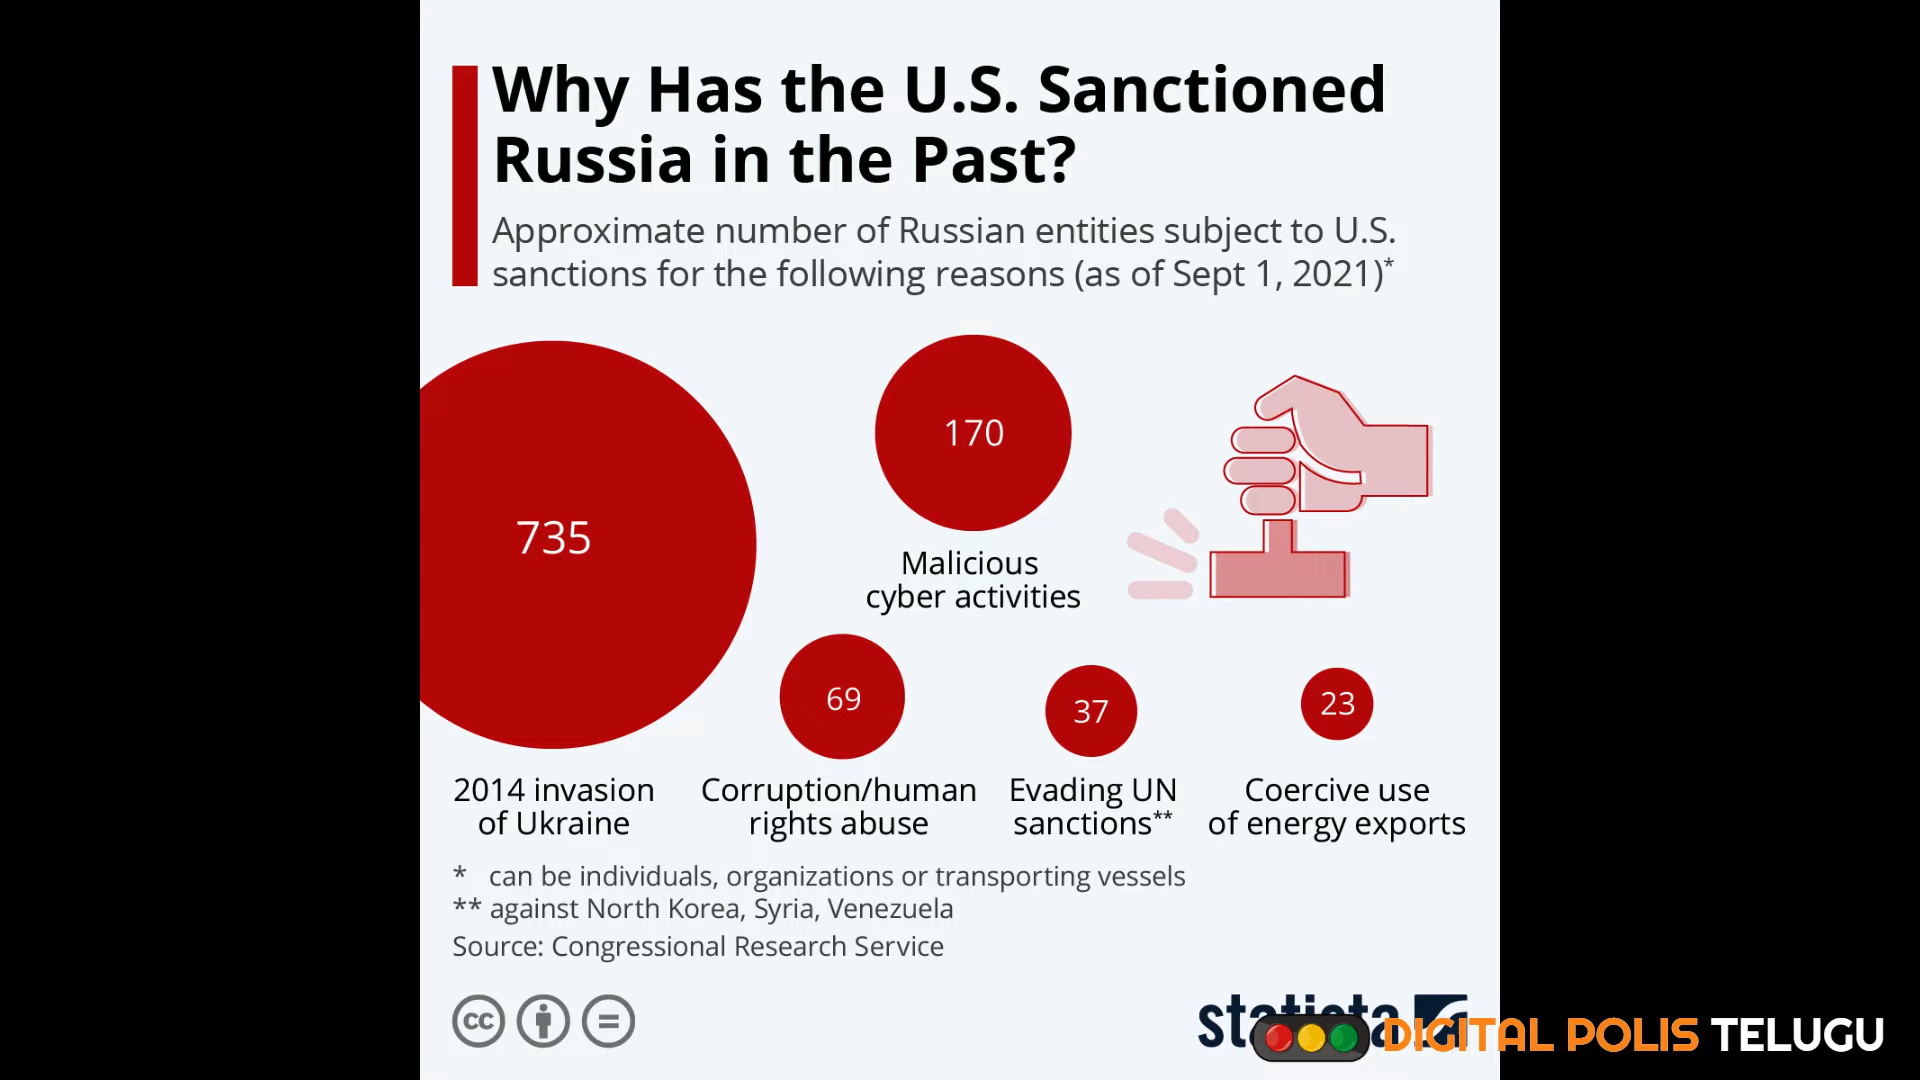 Why Has the U.S. Sanctioned
Russia in the Past?
Approximate number of Russian entities subject to U.S.
sanctions for the following reasons (as of Sept 1, 2021)*
735
2014 invasion
of Ukraine
170
Malicious
cyber activities
69
Corruption/human
rights abuse
37
Evading UN
sanctions**
23
Coercive use
of energy exports
* can be individuals, organizations or transporting vessels
** against North Korea, Syria, Venezuela
Source: Congressional Research Service
cc
statista
DIGITAL POLIS TELUGU